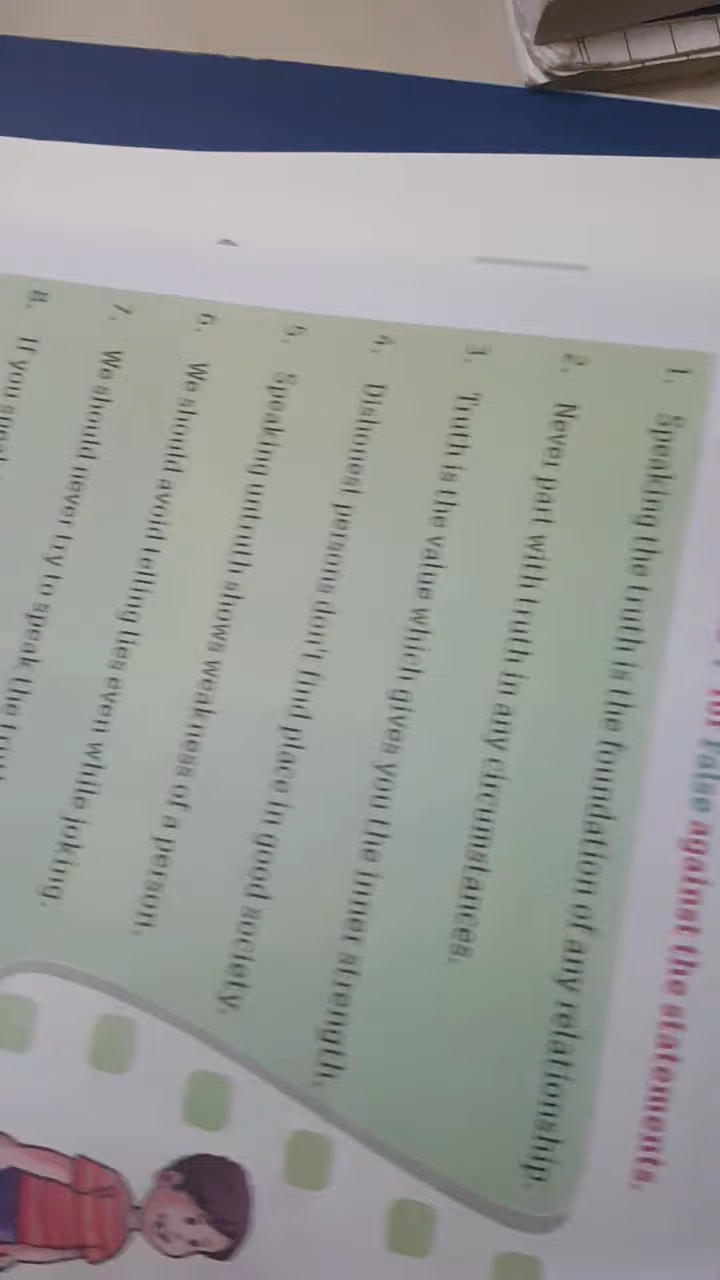 for False against the statements.
1. Speaking the truth is the foundation of any relationship.
2. Never part with truth in any circumstances.
3. Truth is the value which gives you the inner strength.
4. Dishonest persons don't find place in good society.
5. Speaking untruth shows weakness of a person.
6. We should avoid telling lies even while joking.
7. We should never try to speak the
8. If you